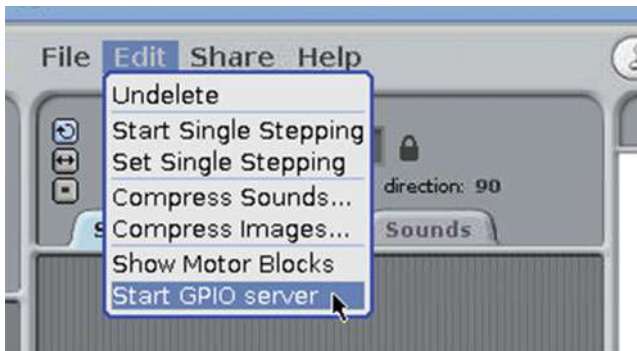 File Edit Share Help
Undelete
Start Single Stepping
Set Single Stepping
direction: 90
Compress Sounds...
Compress Images...
Sounds
Show Motor Blocks
Start GPIO server